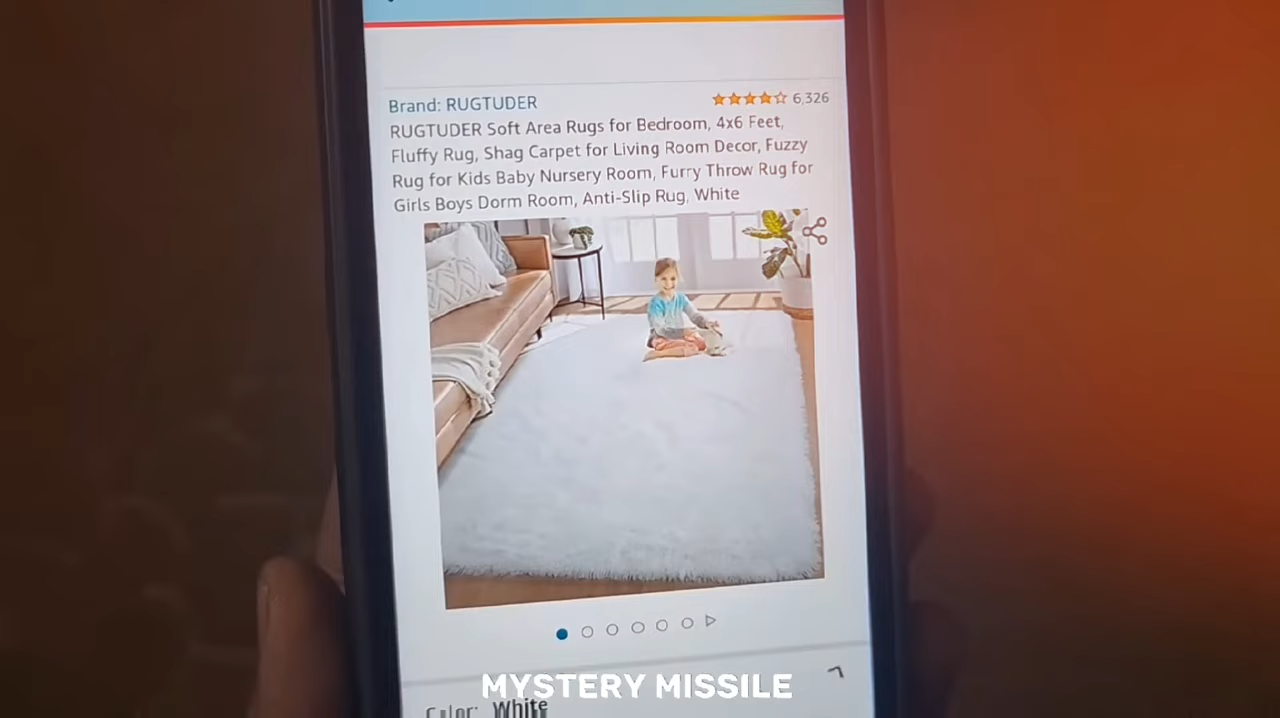 Brand: RUGTUDER
6,326
RUGTUDER Soft Area Rugs for Bedroom, 4x6 Feet,
Fluffy Rug, Shag Carpet for Living Room Decor, Fuzzy
Rug for Kids Baby Nursery Room, Furry Throw Rug for
Girls Boys Dorm Room, Anti-Slip Rug, White
MYSTERY MISSILE
Color: White